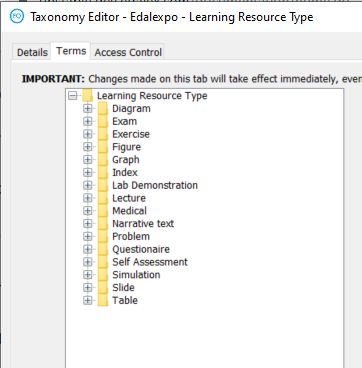 Taxonomy Editor - Edalexpo - Learning Resource Type
Details Terms Access Control
IMPORTANT: Changes made on this tab will take effect immediately, even
Learning Resource Type
Diagram
Exam
Exercise
Figure
Graph
Index
Lab Demonstration
Lecture
Medical
Narrative text
Problem
Questionaire
Self Assessment
Simulation
Slide
Table